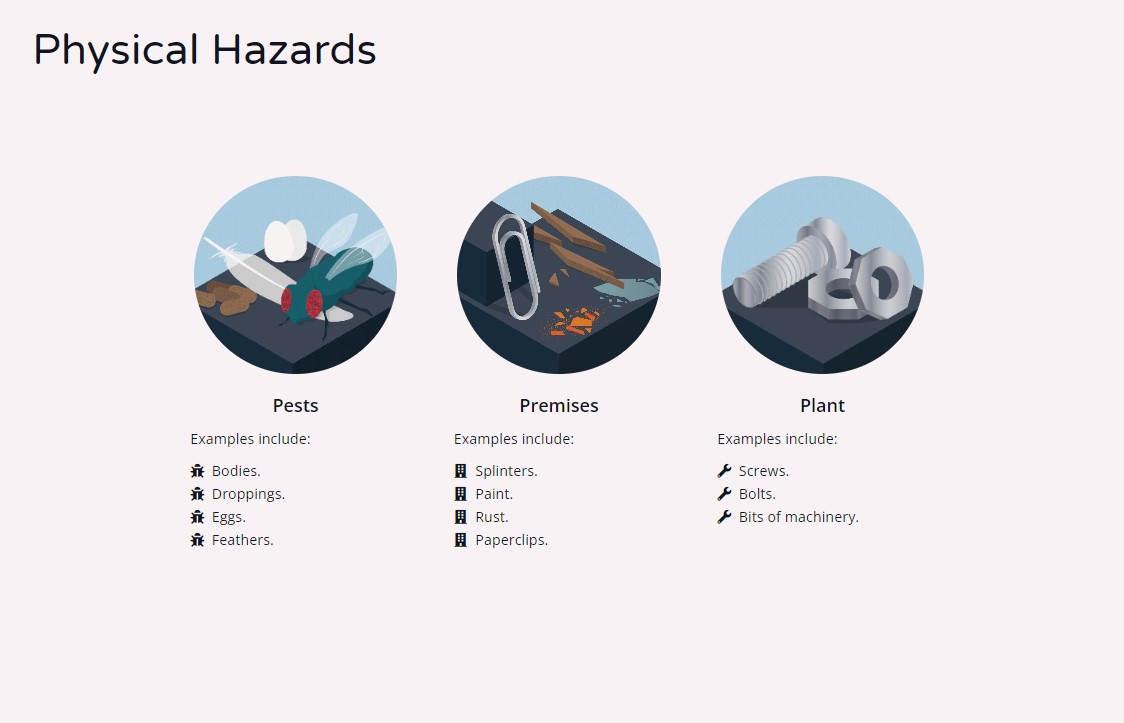 Physical Hazards
Pests
Examples include:
Bodies.
Droppings.
Eggs.
Feathers.
Premises
Examples include:
Splinters.
Paint.
Rust.
Paperclips.
Plant
Examples include:
Screws.
Bolts.
Bits of machinery.